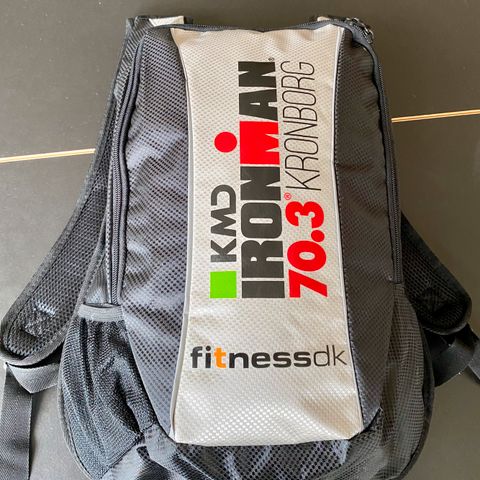 KMD
IRONMAN®
70.3® KRONBORG
fitnessdk